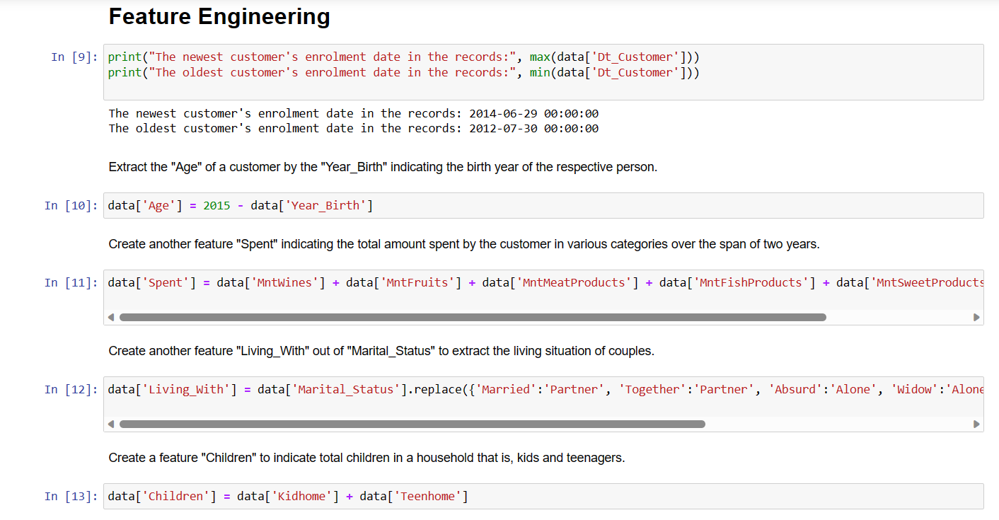 Feature Engineering
In [9]: print("The newest customer's enrolment date in the records:", max(data['Dt_Customer']))
print("The oldest customer's enrolment date in the records:", min(data['Dt_Customer']))
The newest customer's enrolment date in the records: 2014-06-29 00:00:00
The oldest customer's enrolment date in the records: 2012-07-30 00:00:00
Extract the "Age" of a customer by the "Year_Birth" indicating the birth year of the respective person.
In [10]: data['Age'] = 2015 - data['Year_Birth']
Create another feature "Spent" indicating the total amount spent by the customer in various categories over the span of two years.
In [11]: data['Spent'] = data['MntWines'] + data['MntFruits'] + data['MntMeatProducts'] + data['MntFishProducts'] + data['MntSweetProducts
Create another feature "Living_With" out of "Marital_Status" to extract the living situation of couples.
In [12]: data['Living_With'] = data['Marital_Status'].replace({'Married':'Partner', 'Together':'Partner', 'Absurd':'Alone', 'Widow':'Alone
Create a feature "Children" to indicate total children in a household that is, kids and teenagers.
In [13]: data['Children'] = data['Kidhome'] + data['Teenhome']